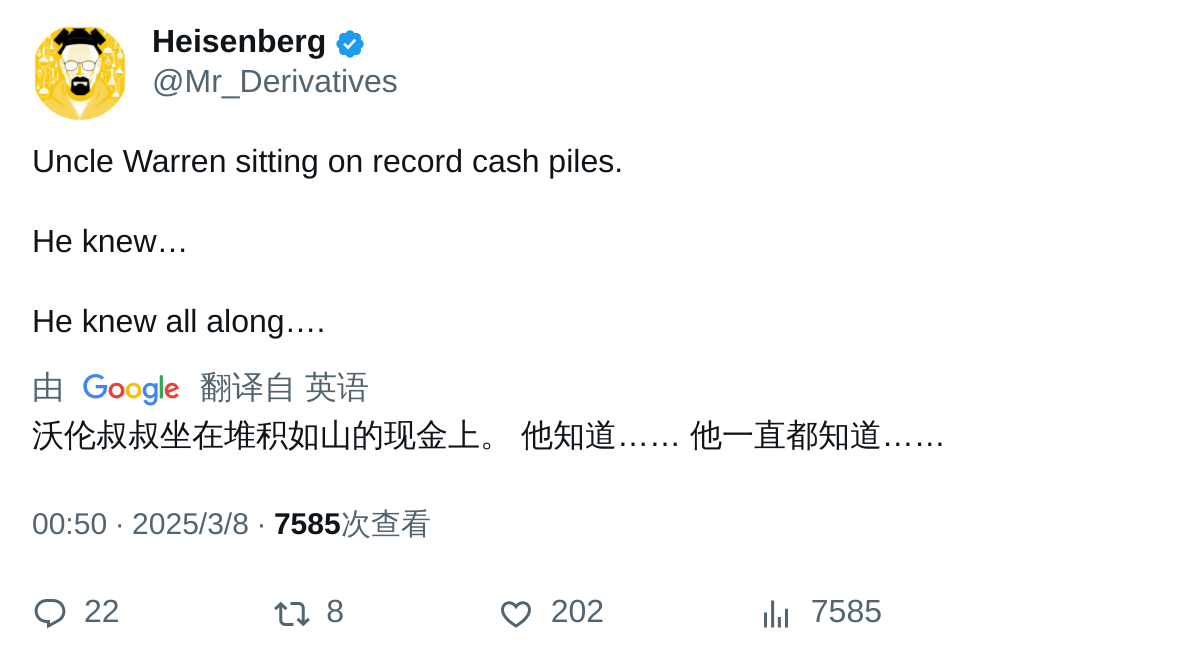 Heisenberg
@Mr_Derivatives
Uncle Warren sitting on record cash piles.
He knew…
He knew all along….
由 Google 翻译自 英语
沃伦叔叔坐在堆积如山的现金上。 他知道…… 他一直都知道……
00:50 · 2025/3/8 · 7585次查看
22 8 202 7585